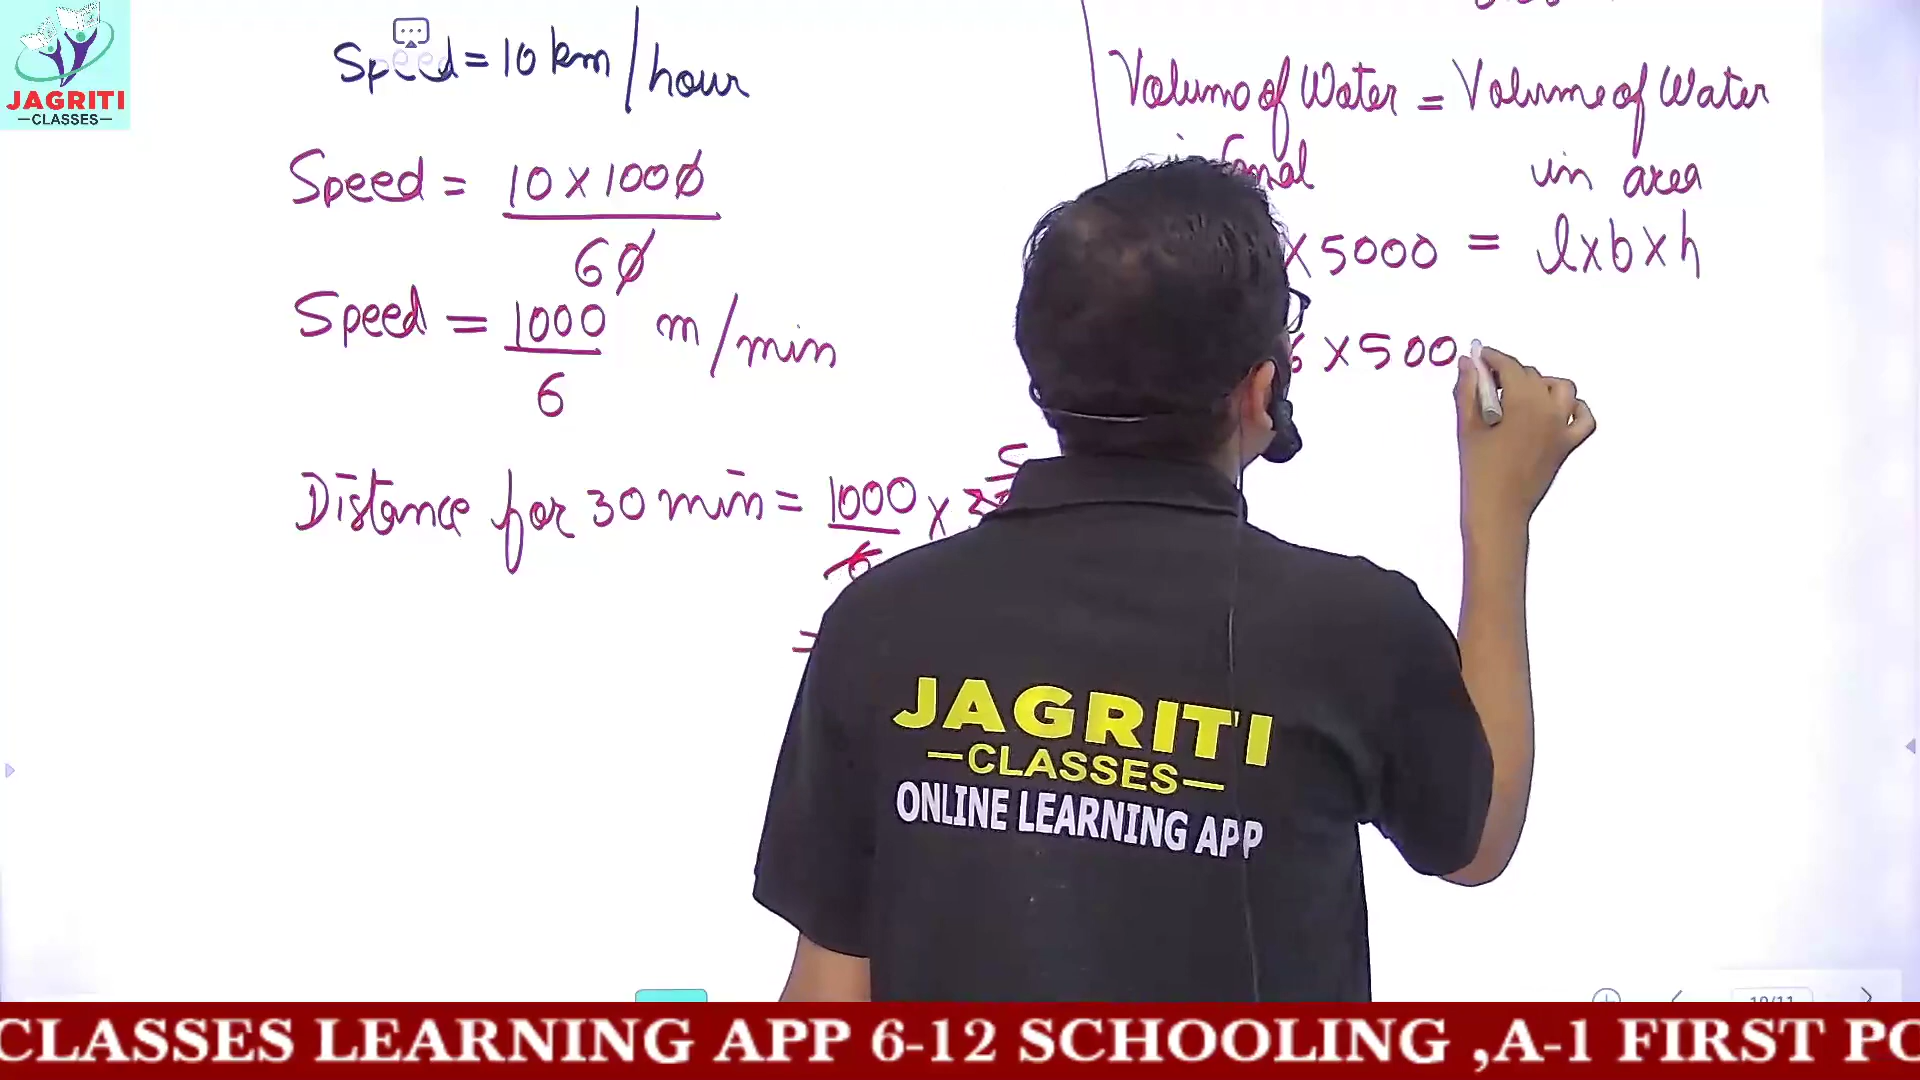 JAGRITI
—CLASSES—
Speed = 10 km/hour
Speed = 10 x 1000
60
Speed = 1000 m/min
6
Distance for 30 min = 1000 x
6
=
Volume of Water = Volume of Water
in area
x 5000 = l x b x h
6 x 500
JAGRITI
—CLASSES—
ONLINE LEARNING APP
CLASSES LEARNING APP 6-12 SCHOOLING ,A-1 FIRST PO